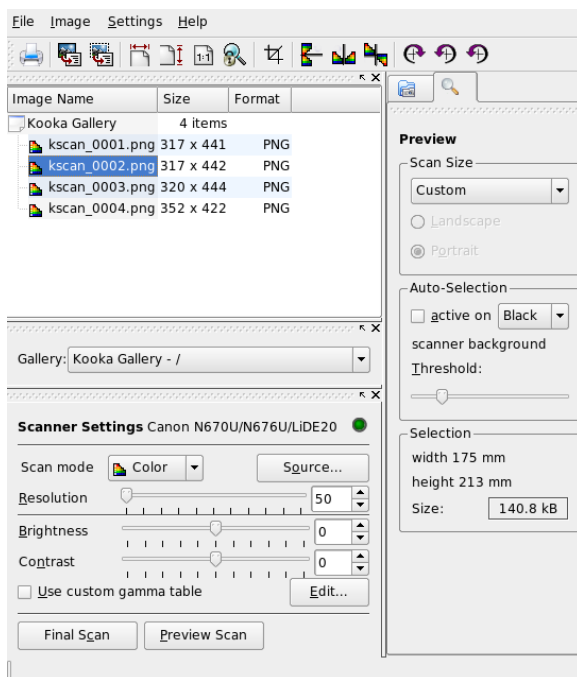 File Image Settings Help
1:1
Image Name Size Format
Kooka Gallery 4 items
kscan_0001.png 317 x 441 PNG
kscan_0002.png 317 x 442 PNG
kscan_0003.png 320 x 444 PNG
kscan_0004.png 352 x 422 PNG
Gallery: Kooka Gallery - /
Scanner Settings Canon N670U/N676U/LiDE20
Scan mode Color Source...
Resolution 50
Brightness 0
Contrast 0
Use custom gamma table Edit...
Final Scan Preview Scan
Preview
Scan Size
Custom
Landscape
Portrait
Auto-Selection
active on Black
scanner background
Threshold:
Selection
width 175 mm
height 213 mm
Size: 140.8 kB